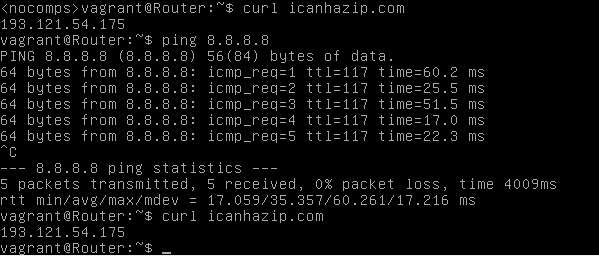 <nocomps>vagrant@Router:~$ curl icanhazip.com
193.121.54.175
vagrant@Router:~$ ping 8.8.8.8
PING 8.8.8.8 (8.8.8.8) 56(84) bytes of data.
64 bytes from 8.8.8.8: icmp_req=1 ttl=117 time=60.2 ms
64 bytes from 8.8.8.8: icmp_req=2 ttl=117 time=25.5 ms
64 bytes from 8.8.8.8: icmp_req=3 ttl=117 time=51.5 ms
64 bytes from 8.8.8.8: icmp_req=4 ttl=117 time=17.0 ms
64 bytes from 8.8.8.8: icmp_req=5 ttl=117 time=22.3 ms
^C
--- 8.8.8.8 ping statistics ---
5 packets transmitted, 5 received, 0% packet loss, time 4009ms
rtt min/avg/max/mdev = 17.059/35.357/60.261/17.216 ms
vagrant@Router:~$ curl icanhazip.com
193.121.54.175
vagrant@Router:~$ _